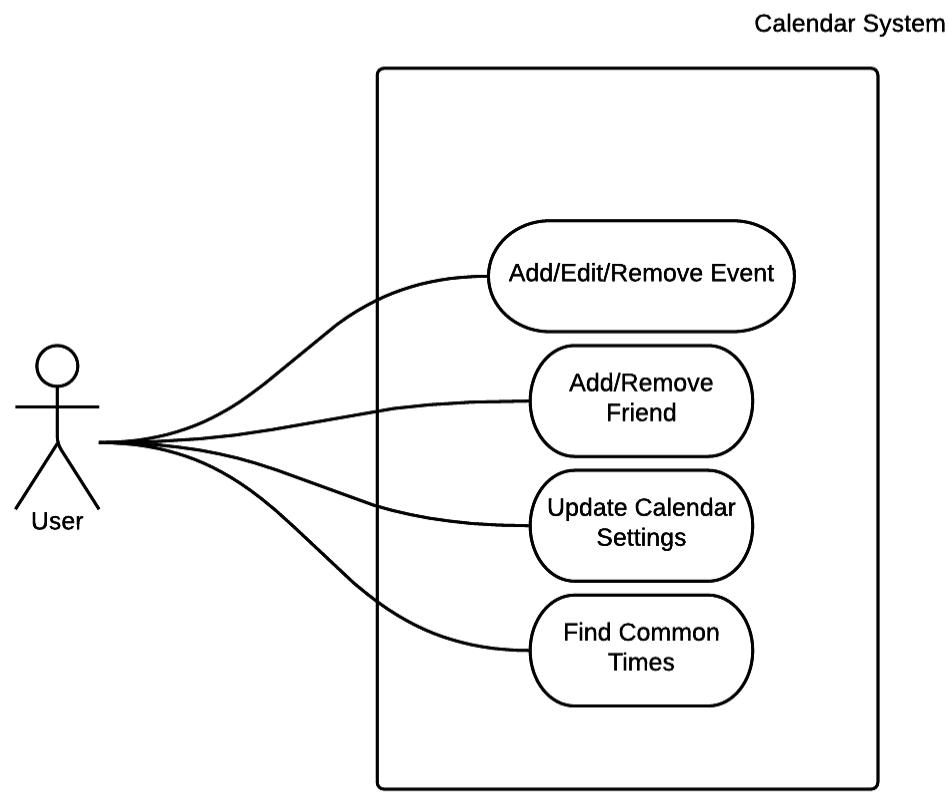 Calendar System
Add/Edit/Remove Event
Add/Remove
Friend
Update Calendar
Settings
Find Common
Times
User